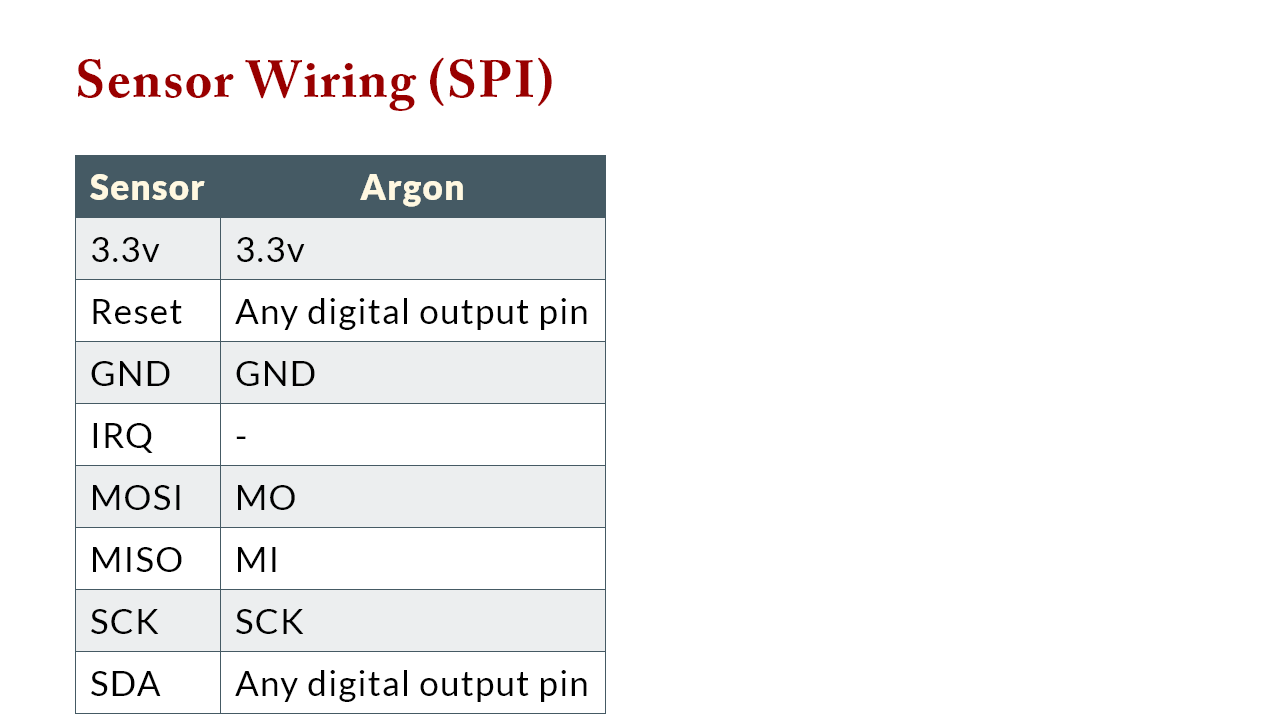 Sensor Wiring (SPI)
Sensor Argon
3.3v 3.3v
Reset Any digital output pin
GND GND
IRQ -
MOSI MO
MISO MI
SCK SCK
SDA Any digital output pin